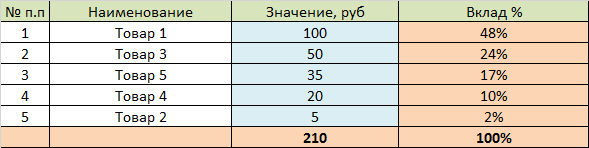 № п.п Наименование Значение, руб Вклад %
1 Товар 1 100 48%
2 Товар 3 50 24%
3 Товар 5 35 17%
4 Товар 4 20 10%
5 Товар 2 5 2%
210 100%